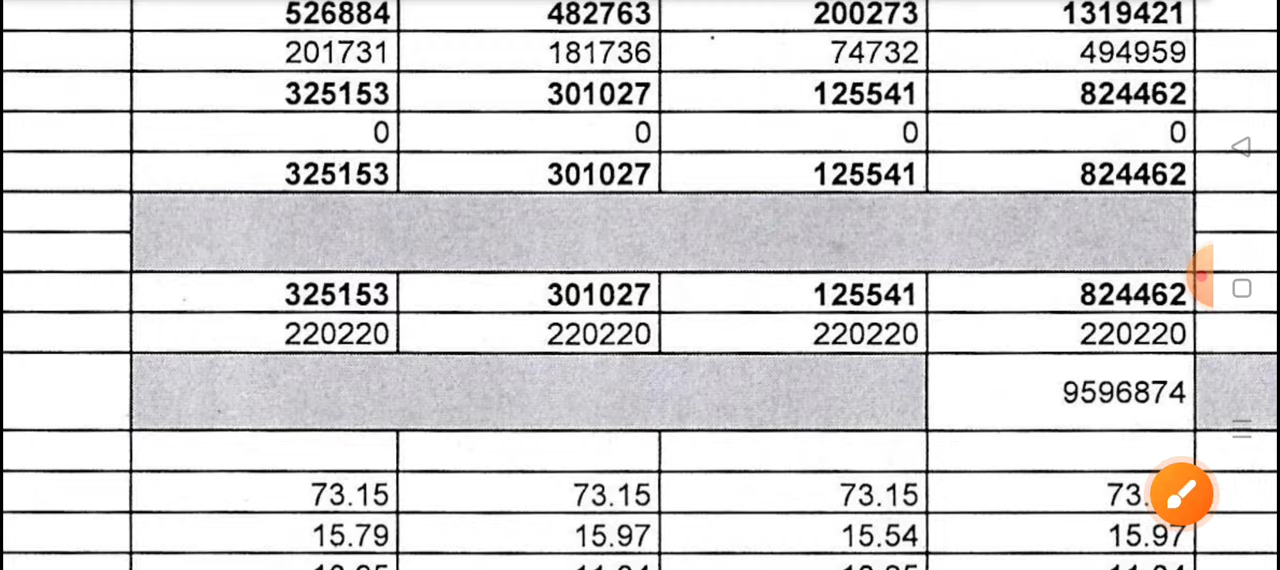 526884 482763 200273 1319421
201731 181736 74732 494959
325153 301027 125541 824462
0 0 0 0
325153 301027 125541 824462
325153 301027 125541 824462
220220 220220 220220 220220
9596874
73.15 73.15 73.15
15.79 15.97 15.54 15.97